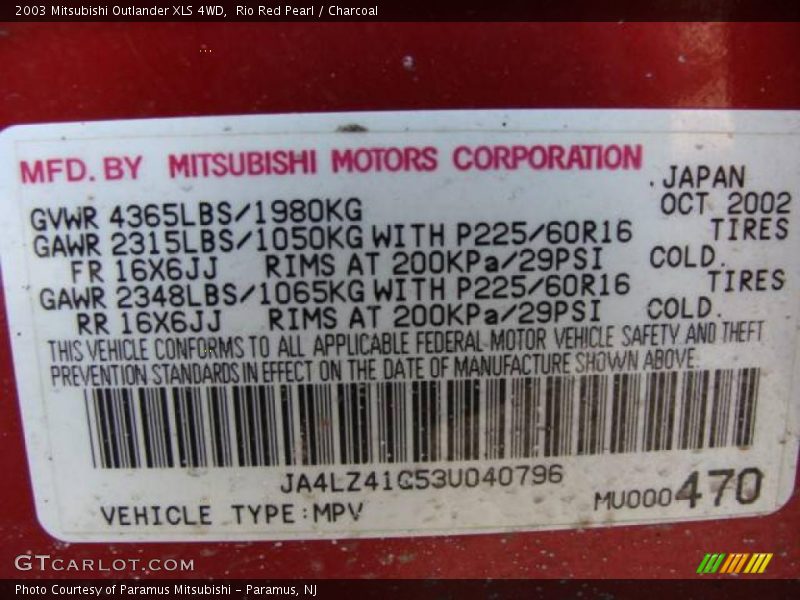 2003 Mitsubishi Outlander XLS 4WD,  Rio Red Pearl / Charcoal
MFD. BY MITSUBISHI MOTORS CORPORATION
. JAPAN
GVWR 4365LBS/1980KG OCT 2002
GAWR 2315LBS/1050KG WITH P225/60R16 TIRES
FR 16X6JJ RIMS AT 200KPa/29PSI COLD.
GAWR 2348LBS/1065KG WITH P225/60R16 TIRES
RR 16X6JJ RIMS AT 200KPa/29PSI COLD.
THIS VEHICLE CONFORMS TO ALL APPLICABLE FEDERAL MOTOR VEHICLE SAFETY AND THEFT
PREVENTION STANDARDS IN EFFECT ON THE DATE OF MANUFACTURE SHOWN ABOVE.
JA4LZ41G53U040796
VEHICLE TYPE:MPV MU000470
GTCARLOT.COM
Photo Courtesy of Paramus Mitsubishi - Paramus, NJ